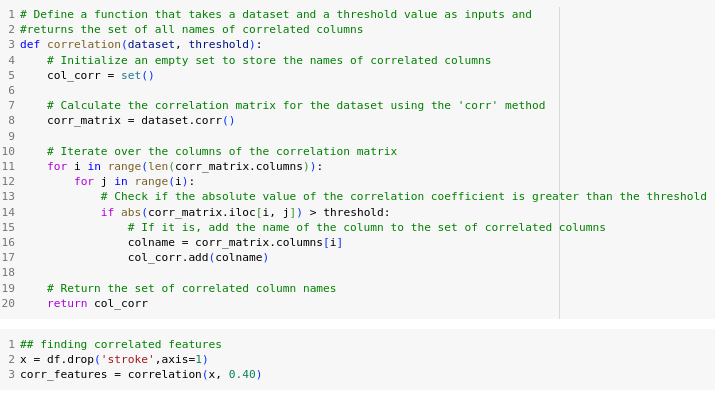 1 # Define a function that takes a dataset and a threshold value as inputs and
2 #returns the set of all names of correlated columns
3 def correlation(dataset, threshold):
4     # Initialize an empty set to store the names of correlated columns
5     col_corr = set()
6
7     # Calculate the correlation matrix for the dataset using the 'corr' method
8     corr_matrix = dataset.corr()
9
10     # Iterate over the columns of the correlation matrix
11     for i in range(len(corr_matrix.columns)):
12         for j in range(i):
13             # Check if the absolute value of the correlation coefficient is greater than the threshold
14             if abs(corr_matrix.iloc[i, j]) > threshold:
15                 # If it is, add the name of the column to the set of correlated columns
16                 colname = corr_matrix.columns[i]
17                 col_corr.add(colname)
18
19     # Return the set of correlated column names
20     return col_corr
1 ## finding correlated features
2 x = df.drop('stroke',axis=1)
3 corr_features = correlation(x, 0.40)